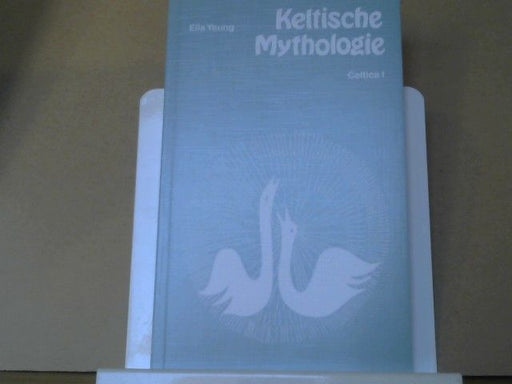 Ella Young
Keltische
Mythologie
Celtica I